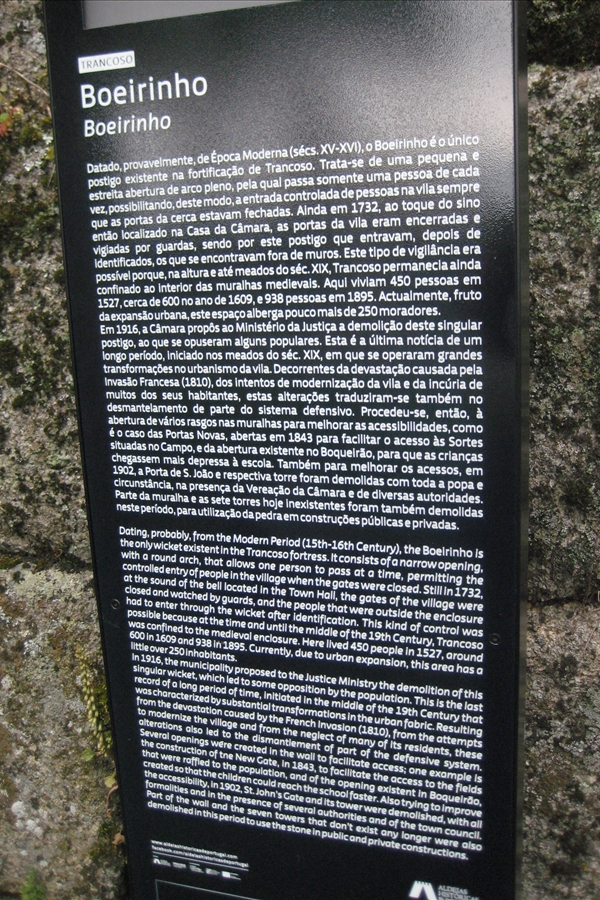 TRANCOSO
Boeirinho
Boeirinho
Datado, provavelmente, de Época Moderna (sécs. XV-XVI), o Boeirinho é o único
postigo existente na fortificação de Trancoso. Trata-se de uma pequena e
estreita abertura de arco pleno, pela qual passa somente uma pessoa de cada
vez, possibilitando, deste modo, a entrada controlada de pessoas na vila sempre
que as portas da cerca estavam fechadas. Ainda em 1732, ao toque do sino
então localizado na Casa da Câmara, as portas da vila eram encerradas e
vigiadas por guardas, sendo por este postigo que entravam, depois de
identificados, os que se encontravam fora de muros. Este tipo de vigilância era
possível porque, na altura e até meados do séc. XIX, Trancoso permanecia ainda
confinado ao interior das muralhas medievais. Aqui viviam 450 pessoas em
1527, cerca de 600 no ano de 1609, e 938 pessoas em 1895. Actualmente, fruto
da expansão urbana, este espaço alberga pouco mais de 250 moradores.
Em 1916, a Câmara propôs ao Ministério da Justiça a demolição deste singular
postigo, ao que se opuseram alguns populares. Esta é a última notícia de um
longo período, iniciado nos meados do séc. XIX, em que se operaram grandes
transformações no urbanismo da vila. Decorrentes da devastação causada pela
Invasão Francesa (1810), dos intentos de modernização da vila e da incúria de
muitos dos seus habitantes, estas alterações traduziram-se também no
desmantelamento de parte do sistema defensivo. Procedeu-se, então, à
abertura de vários rasgos nas muralhas para melhorar as acessibilidades, como
é o caso das Portas Novas, abertas em 1843 para facilitar o acesso às Sortes
situadas no Campo, e da abertura existente no Boqueirão, para que as crianças
chegassem mais depressa à escola. Também para melhorar os acessos, em
1902, a Porta de S. João e respectiva torre foram demolidas com toda a popa e
circunstância, na presença da Vereação da Câmara e de diversas autoridades.
Parte da muralha e as sete torres hoje inexistentes foram também demolidas
neste período, para utilização da pedra em construções públicas e privadas.
Dating, probably, from the Modern Period (15th-16th Century), the Boeirinho is
the only wicket existent in the Trancoso fortress. It consists of a narrow opening,
with a round arch, that allows one person to pass at a time, permitting the
controlled entry of people in the village when the gates were closed. Still in 1732,
at the sound of the bell located in the Town Hall, the gates of the village were
closed and watched by guards, and the people that were outside the enclosure
had to enter through the wicket after identification. This kind of control was
possible because at the time and until the middle of the 19th Century, Trancoso
was confined to the medieval enclosure. Here lived 450 people in 1527, around
600 in 1609 and 938 in 1895. Currently, due to urban expansion, this area has a
little over 250 inhabitants.
In 1916, the municipality proposed to the Justice Ministry the demolition of this
singular wicket, which led to some opposition by the population. This is the last
record of a long period of time, initiated in the middle of the 19th Century that
was characterized by substantial transformations in the urban fabric. Resulting
from the devastation caused by the French Invasion (1810), from the attempts
to modernize the village and from the neglect of many of its residents, these
alterations also led to the dismantlement of part of the defensive system.
Several openings were created in the wall to facilitate access; one example is
the construction of the New Gate, in 1843, to facilitate the access to the fields
that were raffled to the population, and of the opening existent in Boqueirão,
created so that the children could reach the school faster. Also trying to improve
the accessibility, in 1902, St. John's Gate and its tower were demolished, with all
formalities and in the presence of several authorities and of the town council.
Part of the wall and the seven towers that don't exist any longer were also
demolished in this period to use the stone in public and private constructions.
www.aldeiashistoricasdeportugal.com
facebook.com/aldeiashistoricasdeportugal
ALDEIAS
HISTÓRICAS